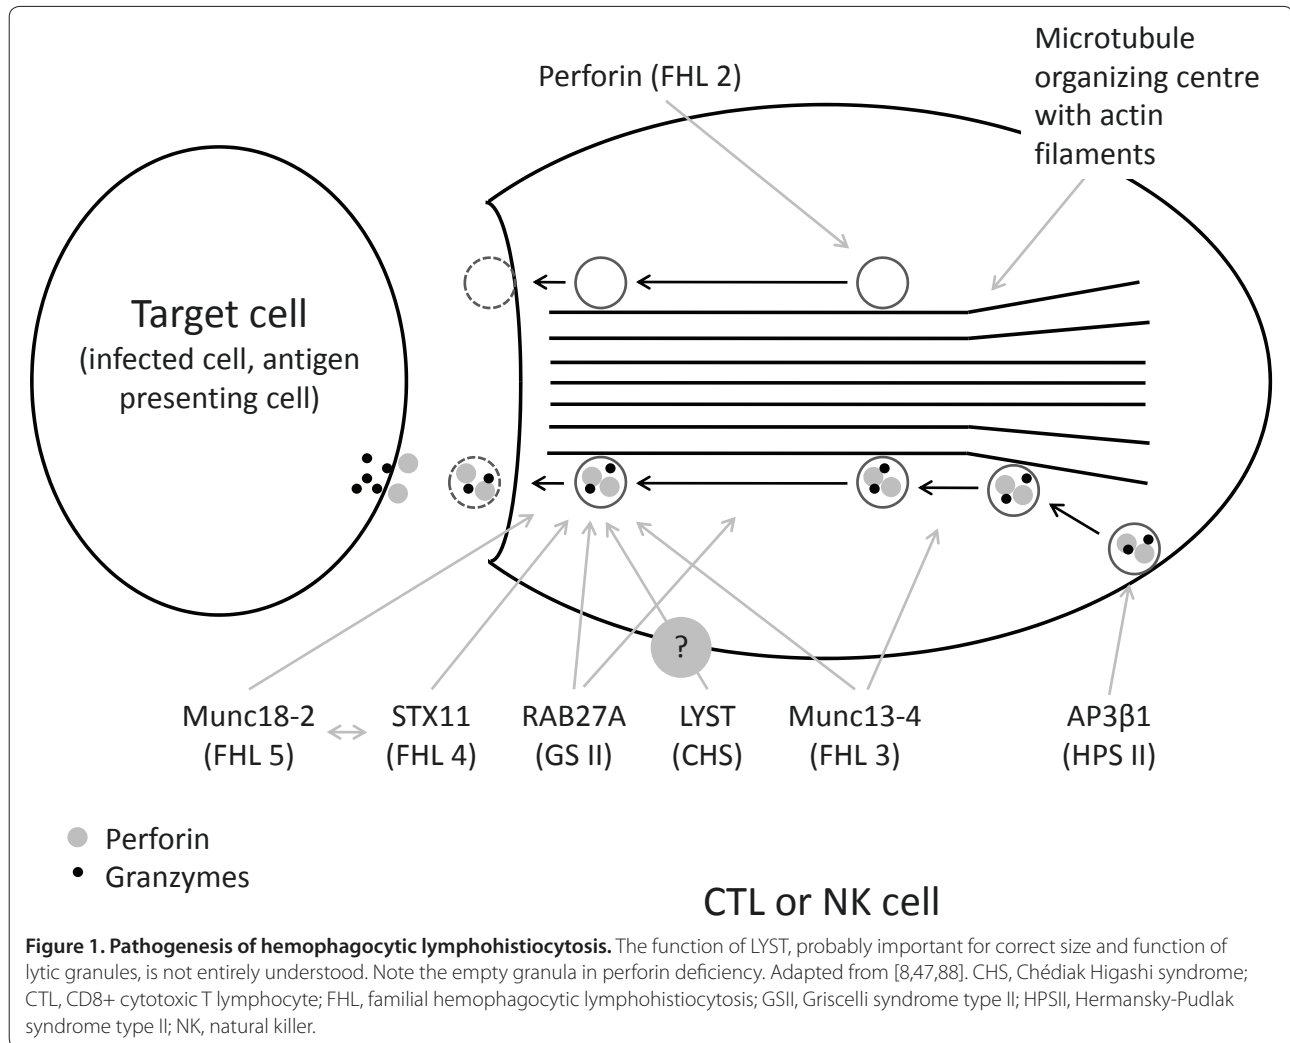 Perforin (FHL 2)
Microtubule
organizing centre
with actin
filaments
Target cell
(infected cell, antigen
presenting cell)
?
Munc18-2
(FHL 5)
STX11
(FHL 4)
RAB27A
(GS II)
LYST
(CHS)
Munc13-4
(FHL 3)
AP3β1
(HPS II)
Perforin
Granzymes
CTL or NK cell
Figure 1. Pathogenesis of hemophagocytic lymphohistiocytosis. The function of LYST, probably important for correct size and function of
lytic granules, is not entirely understood. Note the empty granula in perforin deficiency. Adapted from [8,47,88]. CHS, Chédiak Higashi syndrome;
CTL, CD8+ cytotoxic T lymphocyte; FHL, familial hemophagocytic lymphohistiocytosis; GSII, Griscelli syndrome type II; HPSII, Hermansky-Pudlak
syndrome type II; NK, natural killer.